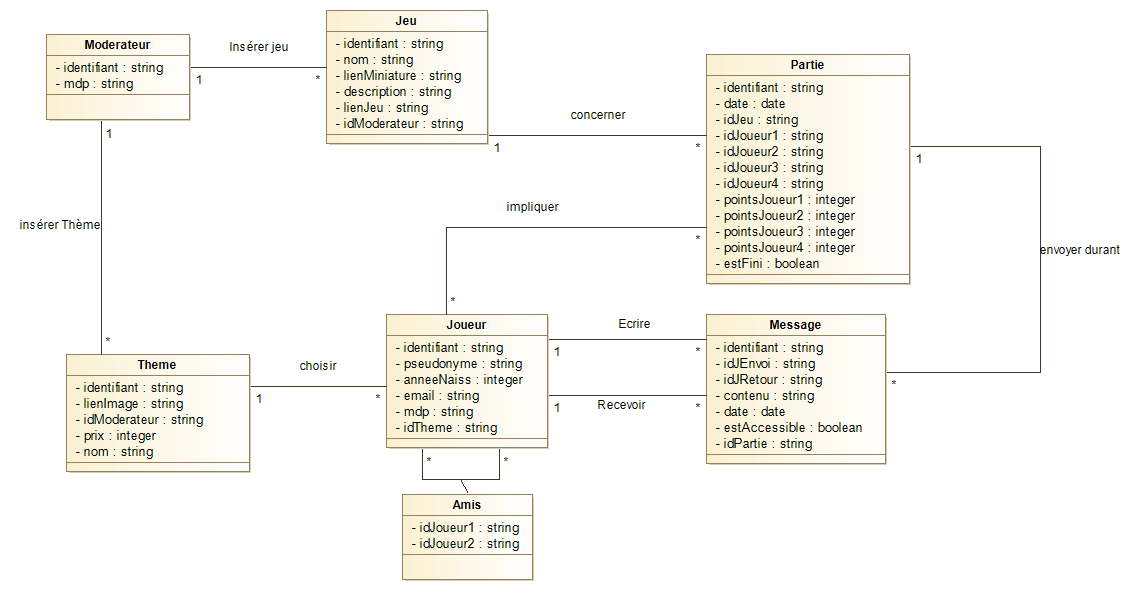 Moderateur
- identifiant : string
- mdp : string
Insérer jeu
1
*
Jeu
- identifiant : string
- nom : string
- lienMiniature : string
- description : string
- lienJeu : string
- idModerateur : string
concerner
1
*
Partie
- identifiant : string
- date : date
- idJeu : string
- idJoueur1 : string
- idJoueur2 : string
- idJoueur3 : string
- idJoueur4 : string
- pointsJoueur1 : integer
- pointsJoueur2 : integer
- pointsJoueur3 : integer
- pointsJoueur4 : integer
- estFini : boolean
1
insérer Thème
*
impliquer
*
*
1
envoyer durant
*
Theme
- identifiant : string
- lienImage : string
- idModerateur : string
- prix : integer
- nom : string
choisir
1
*
Joueur
- identifiant : string
- pseudonyme : string
- anneeNaiss : integer
- email : string
- mdp : string
- idTheme : string
Ecrire
1
*
Recevoir
1
*
Message
- identifiant : string
- idJEnvoi : string
- idJRetour : string
- contenu : string
- date : date
- estAccessible : boolean
- idPartie : string
*
*
Amis
- idJoueur1 : string
- idJoueur2 : string